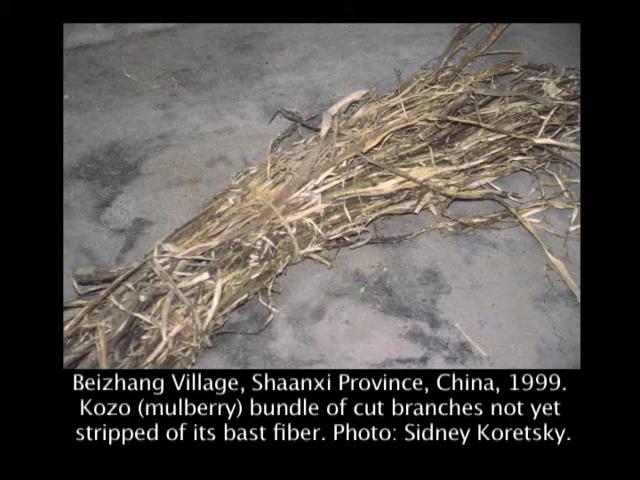 Beizhang Village, Shaanxi Province, China, 1999.
Kozo (mulberry) bundle of cut branches not yet
stripped of its bast fiber. Photo: Sidney Koretsky.